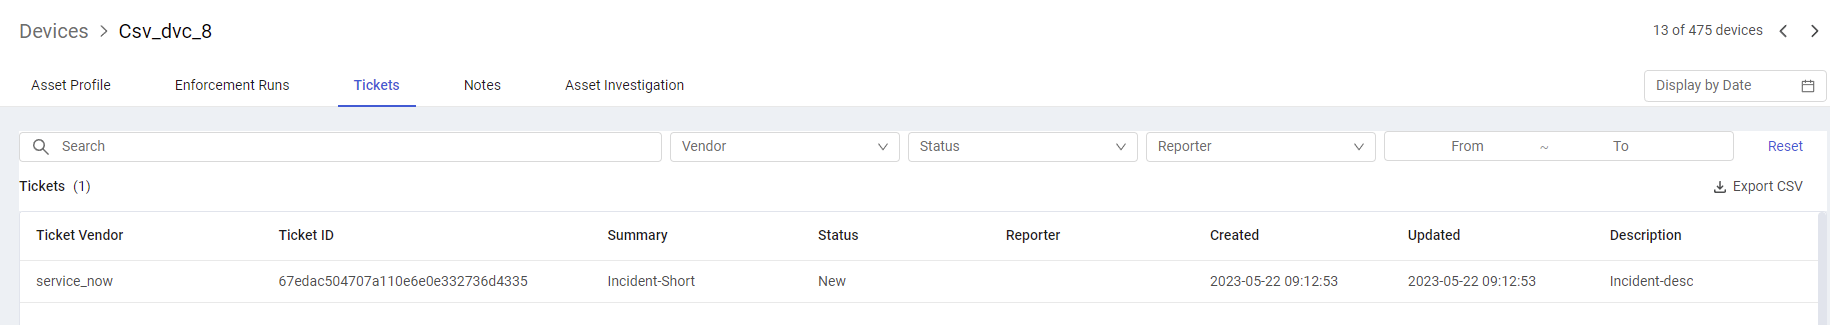 Devices > Csv_dvc_8
13 of 475 devices
Asset Profile Enforcement Runs Tickets Notes Asset Investigation
Display by Date
Search Vendor Status Reporter From ~ To Reset
Tickets (1)
Export CSV
Ticket Vendor Ticket ID Summary Status Reporter Created Updated Description
service_now 67edac504707a110e6e0e332736d4335 Incident-Short New 2023-05-22 09:12:53 2023-05-22 09:12:53 Incident-desc